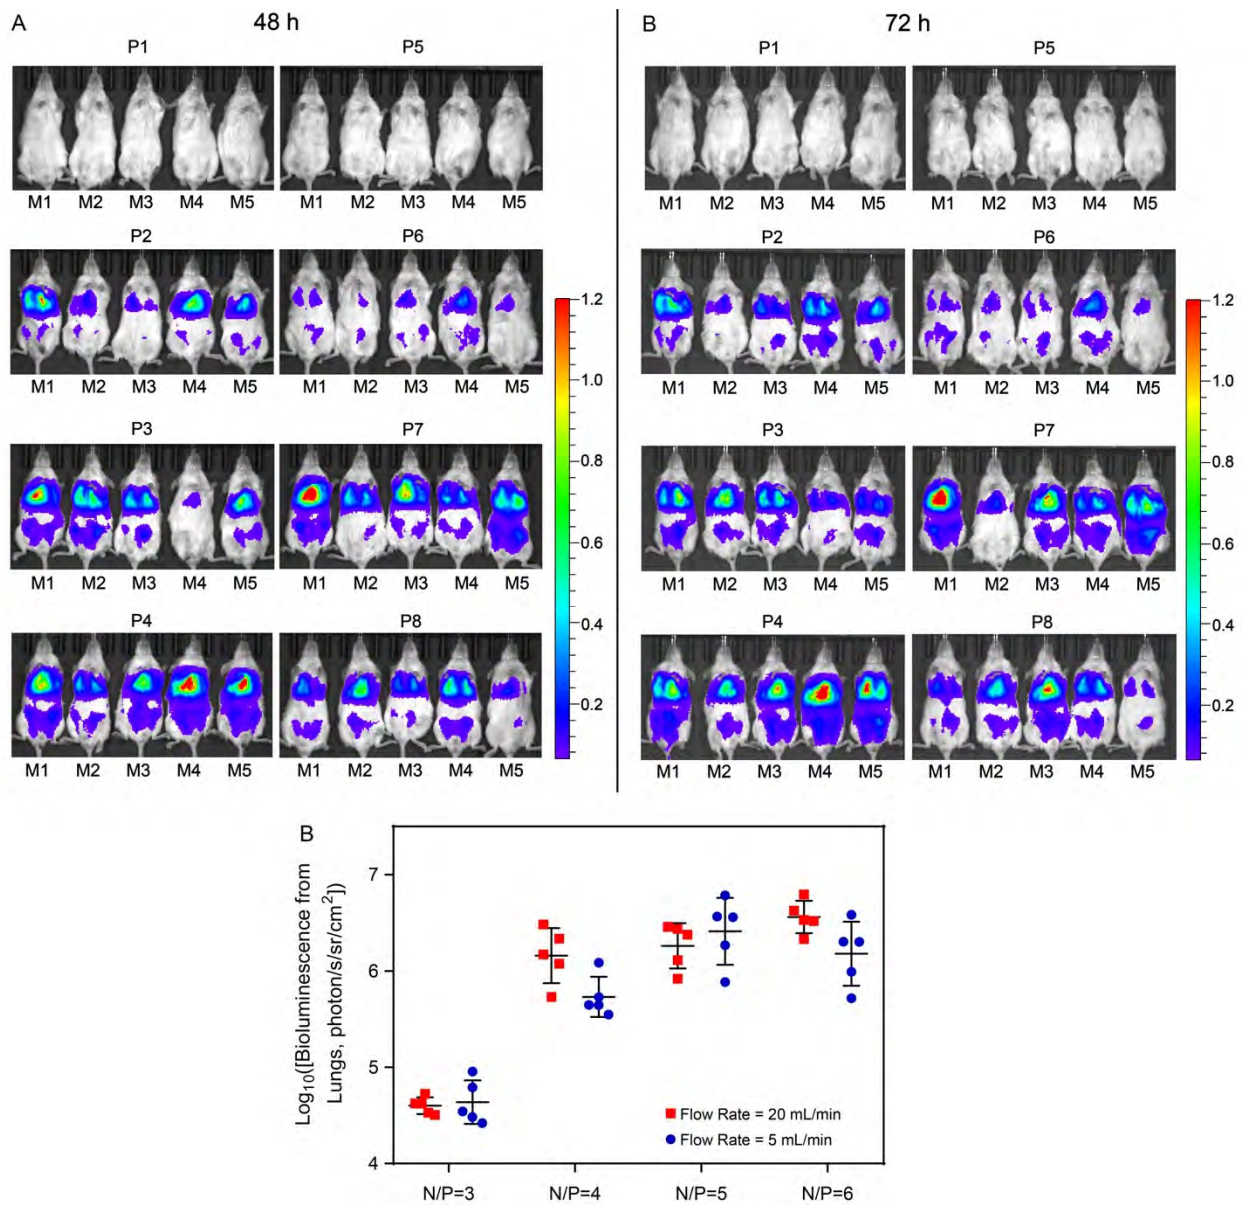 A
48 h
P1 P5
M1 M2 M3 M4 M5 M1 M2 M3 M4 M5
P2 P6
M1 M2 M3 M4 M5 M1 M2 M3 M4 M5
P3 P7
M1 M2 M3 M4 M5 M1 M2 M3 M4 M5
P4 P8
M1 M2 M3 M4 M5 M1 M2 M3 M4 M5
1.2
1.0
0.8
0.6
0.4
0.2
B
72 h
P1 P5
M1 M2 M3 M4 M5 M1 M2 M3 M4 M5
P2 P6
M1 M2 M3 M4 M5 M1 M2 M3 M4 M5
P3 P7
M1 M2 M3 M4 M5 M1 M2 M3 M4 M5
P4 P8
M1 M2 M3 M4 M5 M1 M2 M3 M4 M5
1.2
1.0
0.8
0.6
0.4
0.2
B
Log₁₀([Bioluminescence from
Lungs, photon/s/sr/cm²])
7
6
5
4
Flow Rate = 20 mL/min
Flow Rate = 5 mL/min
N/P=3 N/P=4 N/P=5 N/P=6